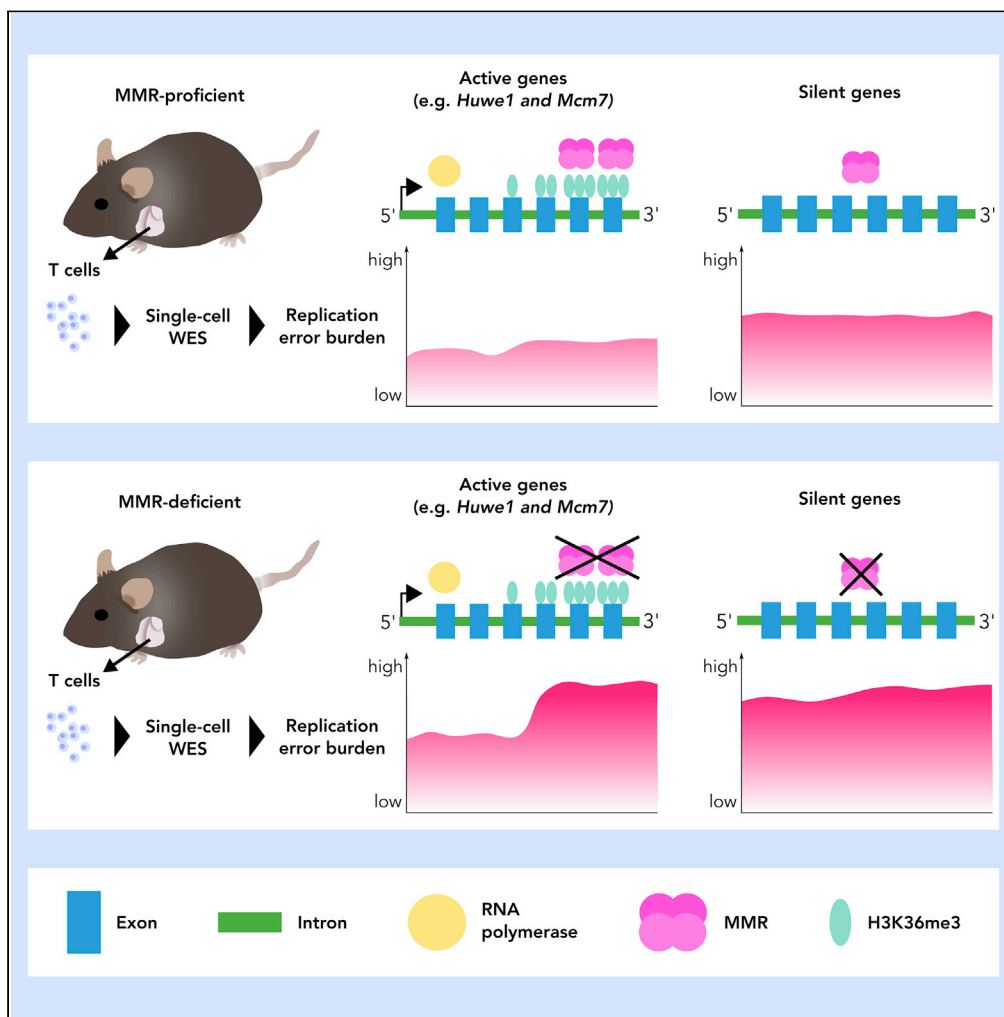 MMR-proficient
Active genes
(e.g. Huwe1 and Mcm7)
Silent genes
5'
3'
5'
3'
T cells
Single-cell
WES
Replication
error burden
high
low
high
low
MMR-deficient
Active genes
(e.g. Huwe1 and Mcm7)
Silent genes
5'
3'
5'
3'
T cells
Single-cell
WES
Replication
error burden
high
low
high
low
Exon
Intron
RNA
polymerase
MMR
H3K36me3